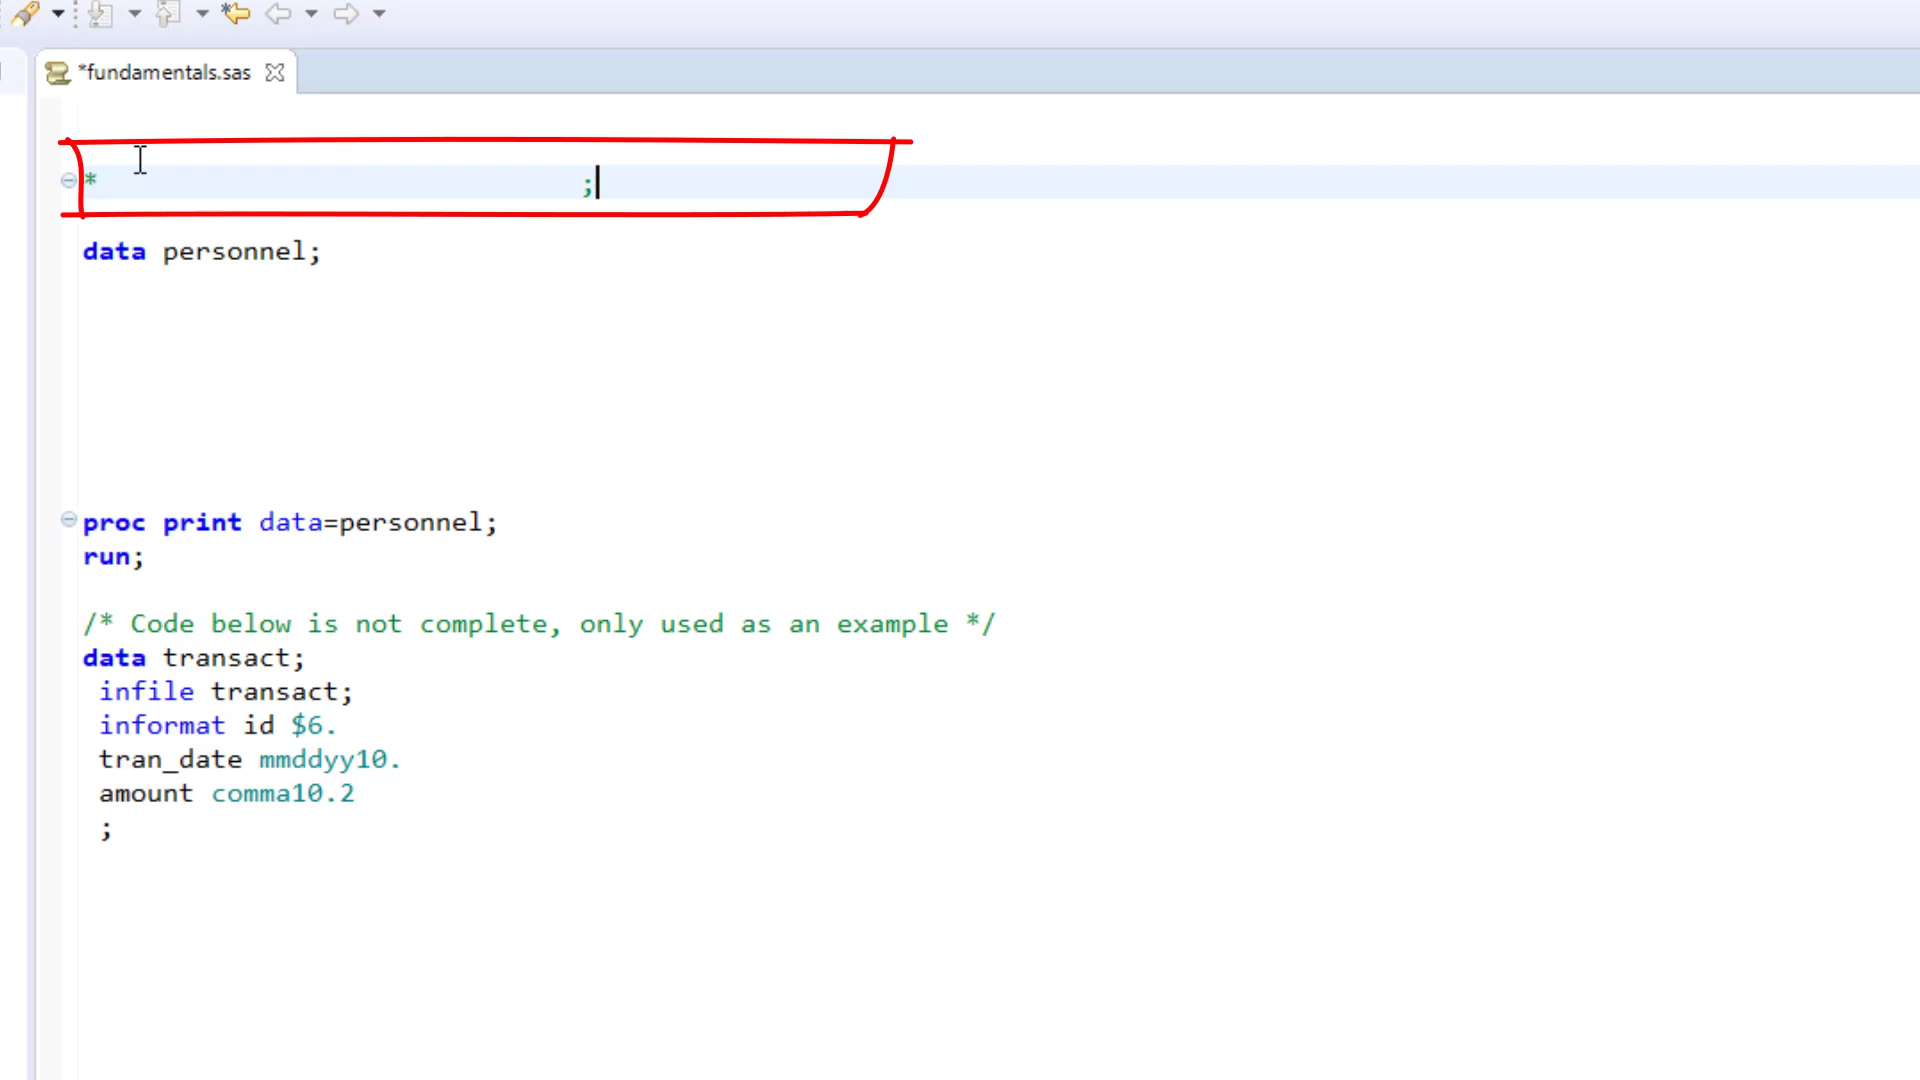 *fundamentals.sas
* ;
data personnel;
proc print data=personnel;
run;
/* Code below is not complete, only used as an example */
data transact;
infile transact;
informat id $6.
tran_date mmddyy10.
amount comma10.2
;